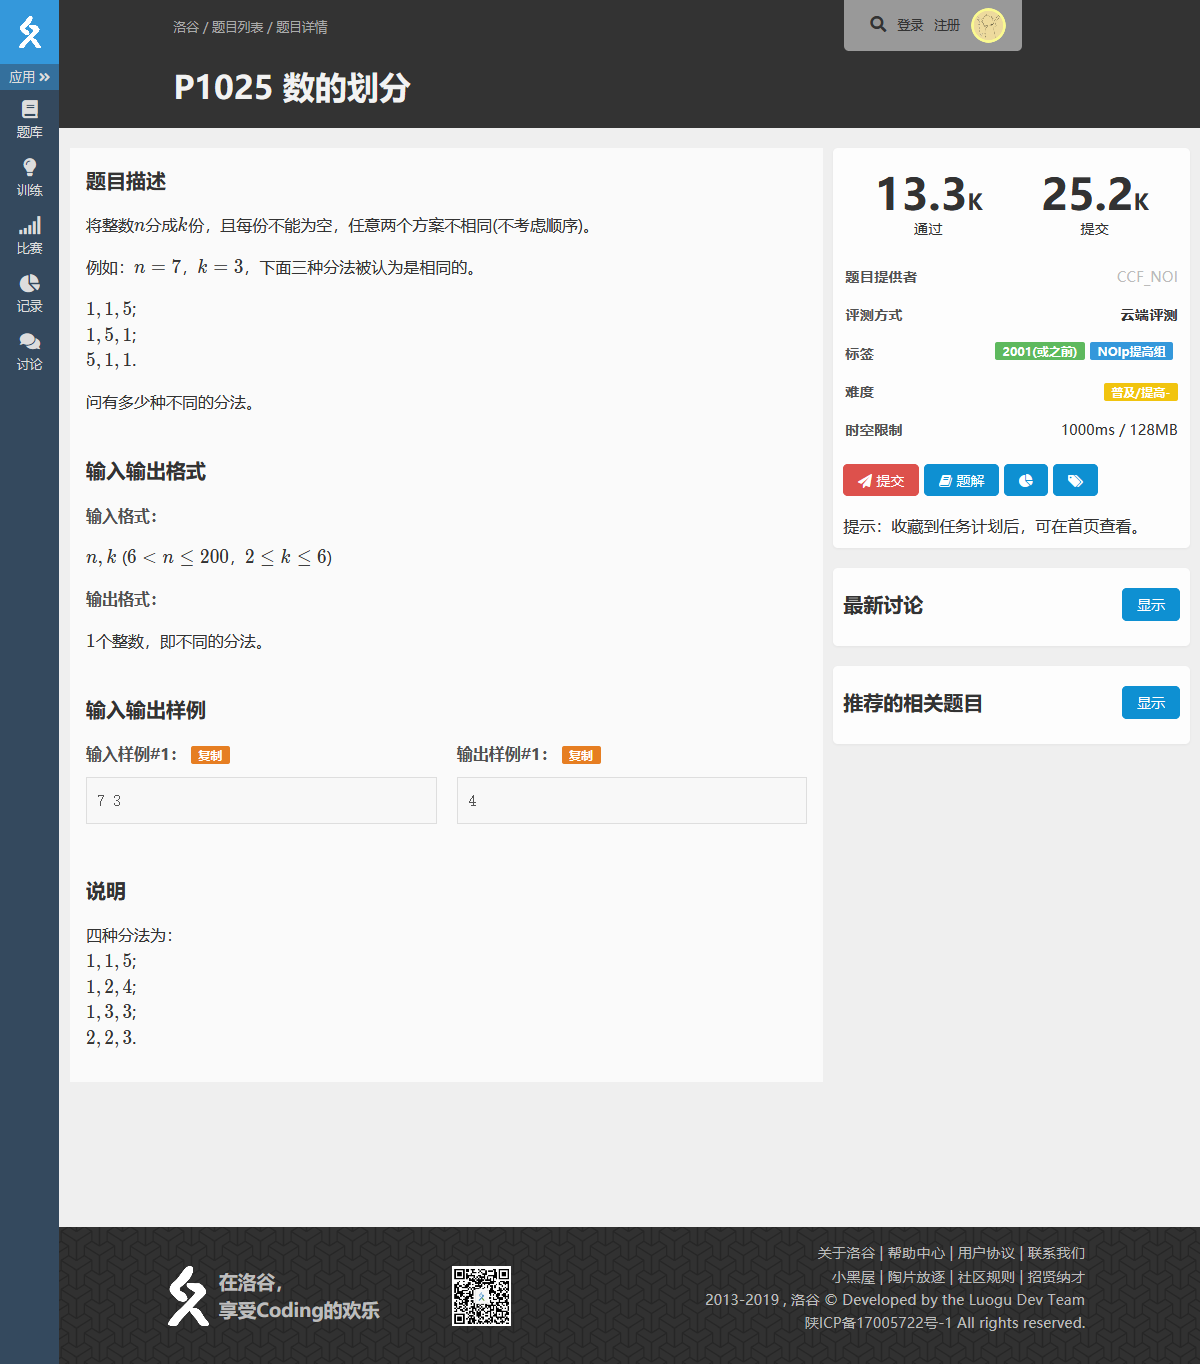 应用
题库
训练
比赛
记录
讨论
洛谷 / 题目列表 / 题目详情
登录 注册
P1025 数的划分
题目描述
将整数n分成k份，且每份不能为空，任意两个方案不相同(不考虑顺序)。
例如：n = 7，k = 3，下面三种分法被认为是相同的。
1, 1, 5;
1, 5, 1;
5, 1, 1.
问有多少种不同的分法。
输入输出格式
输入格式：
n, k (6 < n ≤ 200，2 ≤ k ≤ 6)
输出格式：
1个整数，即不同的分法。
输入输出样例
输入样例#1： 复制
7 3
输出样例#1： 复制
4
说明
四种分法为：
1, 1, 5;
1, 2, 4;
1, 3, 3;
2, 2, 3.
13.3K
通过
25.2K
提交
题目提供者 CCF_NOI
评测方式 云端评测
标签 2001(或之前) NOIp提高组
难度 普及/提高-
时空限制 1000ms / 128MB
提交 题解
提示：收藏到任务计划后，可在首页查看。
最新讨论 显示
推荐的相关题目 显示
在洛谷，
享受Coding的欢乐
关于洛谷 | 帮助中心 | 用户协议 | 联系我们
小黑屋 | 陶片放逐 | 社区规则 | 招贤纳才
2013-2019 , 洛谷 © Developed by the Luogu Dev Team
陕ICP备17005722号-1 All rights reserved.